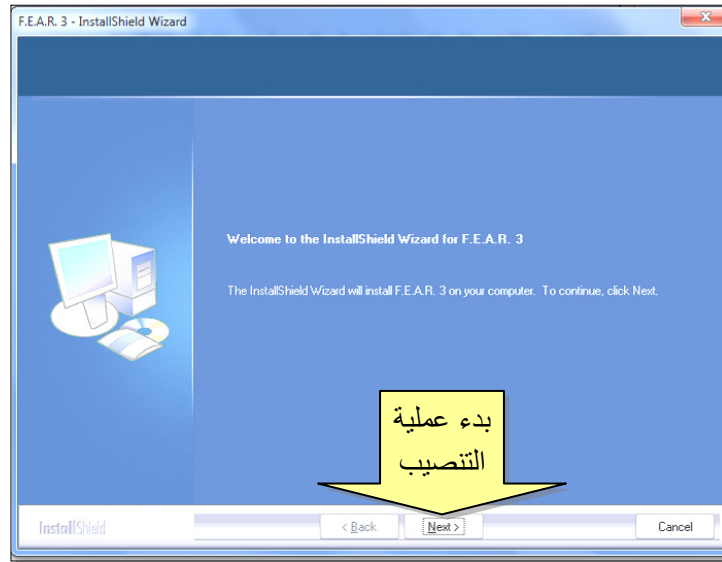 F.E.A.R. 3 - InstallShield Wizard
Welcome to the InstallShield Wizard for F.E.A.R. 3
The InstallShield Wizard will install F.E.A.R. 3 on your computer. To continue, click Next.
بدء عملية
التنصيب
InstallShield
< Back Next > Cancel